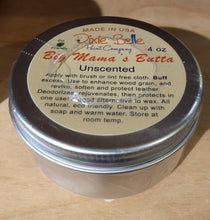 MADE IN USA
Dixie Belle
Paint Company
4 oz
Big Mama's Butta
Unscented
Apply with brush or lint free cloth. Buff
excess. Use to enhance wood grain, and
revive, soften and protect leather.
Deodorizes, rejuvenates, then protects in
one use. Good alternative to wax. All
natural, eco friendly. Clean up with
soap and warm water. Store at
room temp.